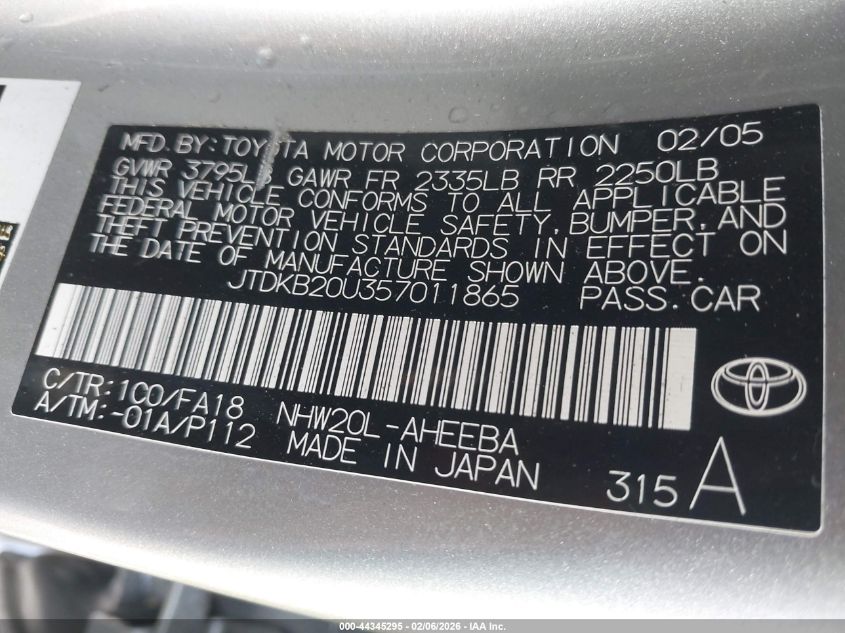 MFD. BY: TOYOTA MOTOR CORPORATION 02/05
GVWR 3795LB GAWR FR 2335LB RR 2250LB
THIS VEHICLE CONFORMS TO ALL APPLICABLE
FEDERAL MOTOR VEHICLE SAFETY, BUMPER, AND
THEFT PREVENTION STANDARDS IN EFFECT ON
THE DATE OF MANUFACTURE SHOWN ABOVE.
JTDKB20U357011865 PASS. CAR
C/TR: 1C0/FA18 NHW20L-AHEEBA
A/TM: -01A/P112 MADE IN JAPAN
315 A
000-44345295 - 02/06/2026 - IAA Inc.